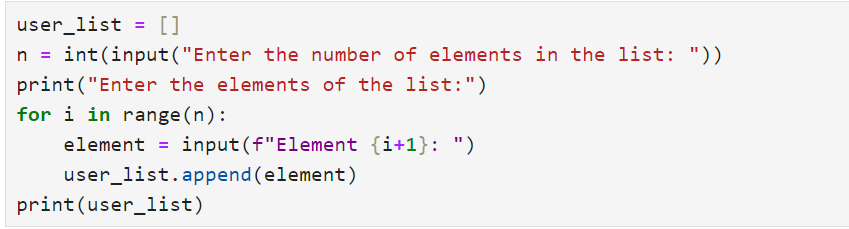 user_list = []
n = int(input("Enter the number of elements in the list: "))
print("Enter the elements of the list:")
for i in range(n):
    element = input(f"Element {i+1}: ")
    user_list.append(element)
print(user_list)